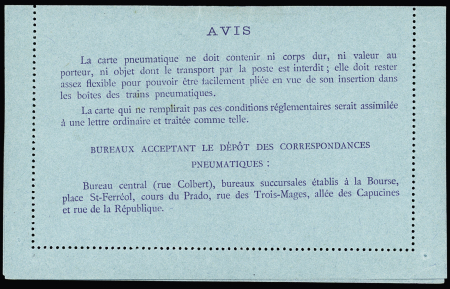 AVIS
La carte pneumatique ne doit contenir ni corps dur, ni valeur au
porteur, ni objet dont le transport par la poste est interdit ; elle doit rester
assez flexible pour pouvoir être facilement pliée en vue de son insertion dans
les boîtes des trains pneumatiques.
La carte qui ne remplirait pas ces conditions réglementaires serait assimilée
à une lettre ordinaire et traitée comme telle.
BUREAUX ACCEPTANT LE DÉPÔT DES CORRESPONDANCES
PNEUMATIQUES :
Bureau central (rue Colbert), bureaux succursales établis à la Bourse,
place St-Ferréol, cours du Prado, rue des Trois-Mages, allée des Capucines
et rue de la République.